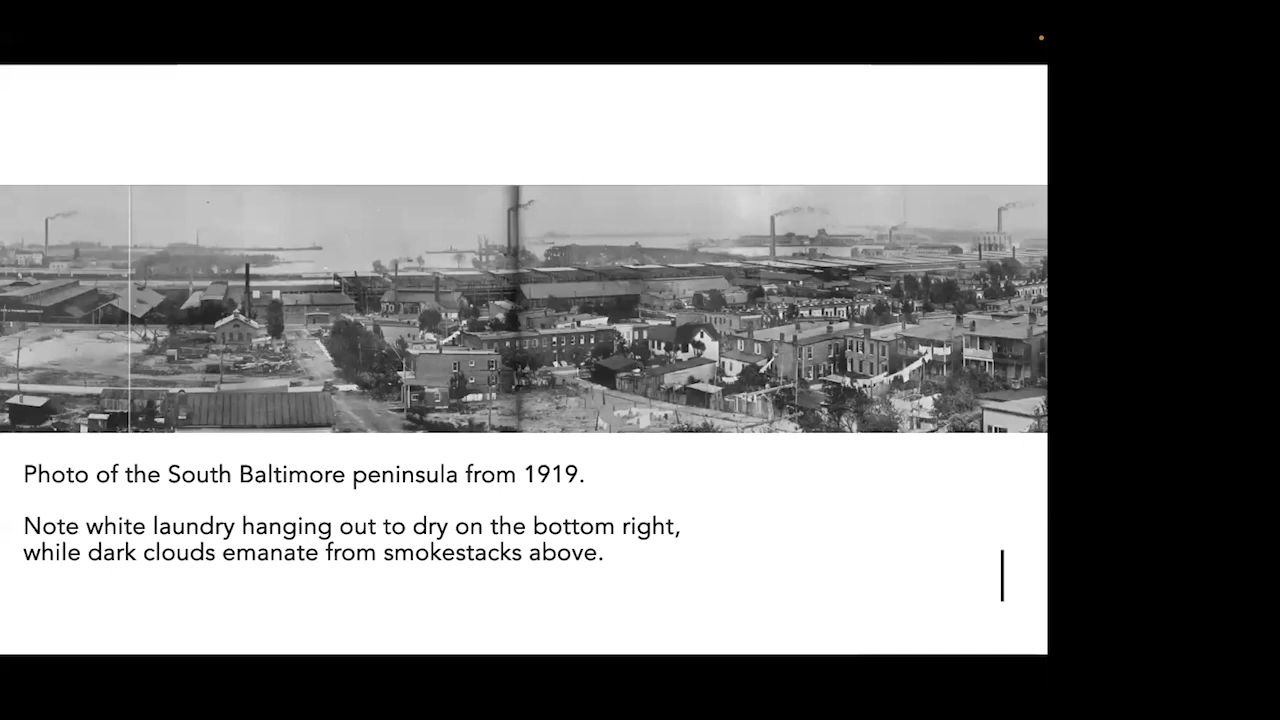 Photo of the South Baltimore peninsula from 1919.
Note white laundry hanging out to dry on the bottom right,
while dark clouds emanate from smokestacks above.